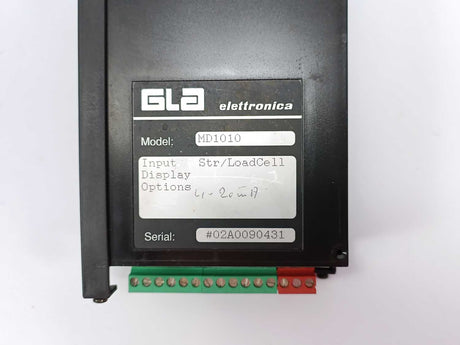 GLA elettronica
Model: MD1010
Input Str/LoadCell
Display
Options 4-20mA
Serial: #02A0090431